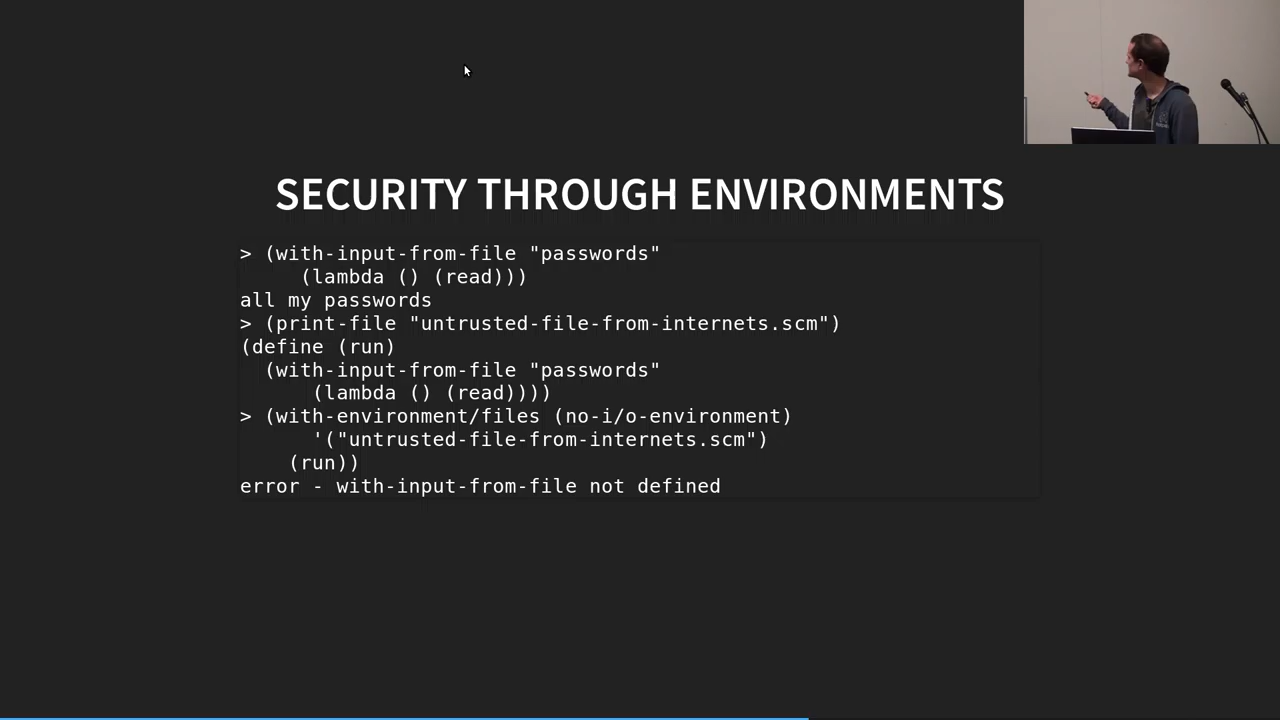 SECURITY THROUGH ENVIRONMENTS
> (with-input-from-file "passwords"
     (lambda () (read)))
all my passwords
> (print-file "untrusted-file-from-internets.scm")
(define (run)
  (with-input-from-file "passwords"
      (lambda () (read))))
> (with-environment/files (no-i/o-environment)
      '("untrusted-file-from-internets.scm")
    (run))
error - with-input-from-file not defined